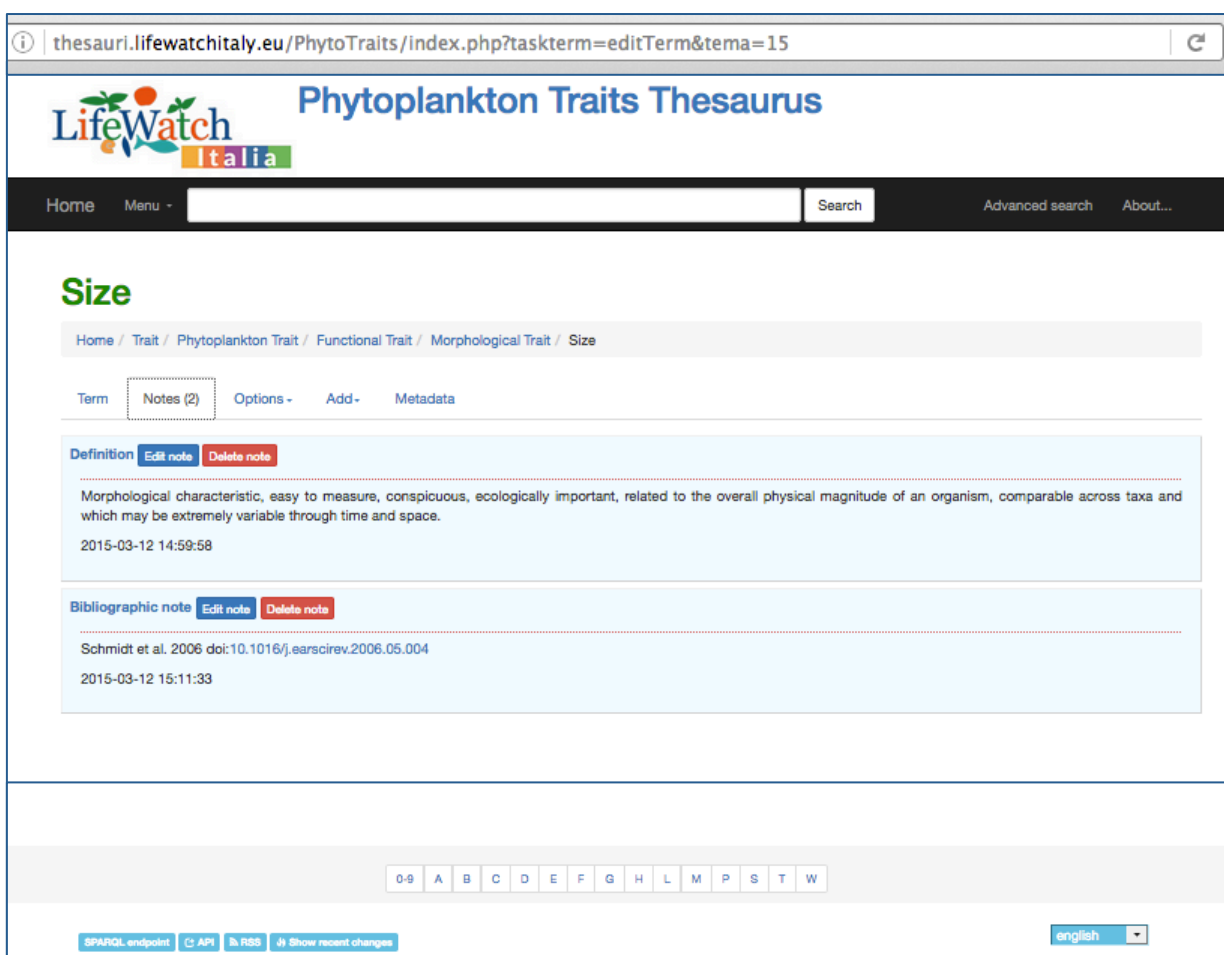 thesauri.lifewatchitaly.eu/PhytoTraits/index.php?taskterm=editTerm&tema=15
LifeWatch
Italia
Phytoplankton Traits Thesaurus
Home Menu Search Advanced search About...
Size
Home / Trait / Phytoplankton Trait / Functional Trait / Morphological Trait / Size
Term Notes (2) Options Add Metadata
Definition Edit note Delete note
Morphological characteristic, easy to measure, conspicuous, ecologically important, related to the overall physical magnitude of an organism, comparable across taxa and
which may be extremely variable through time and space.
2015-03-12 14:59:58
Bibliographic note Edit note Delete note
Schmidt et al. 2006 doi:10.1016/j.earscirev.2006.05.004
2015-03-12 15:11:33
0-9 A B C D E F G H L M P S T W
SPARQL endpoint API RSS Show recent changes english